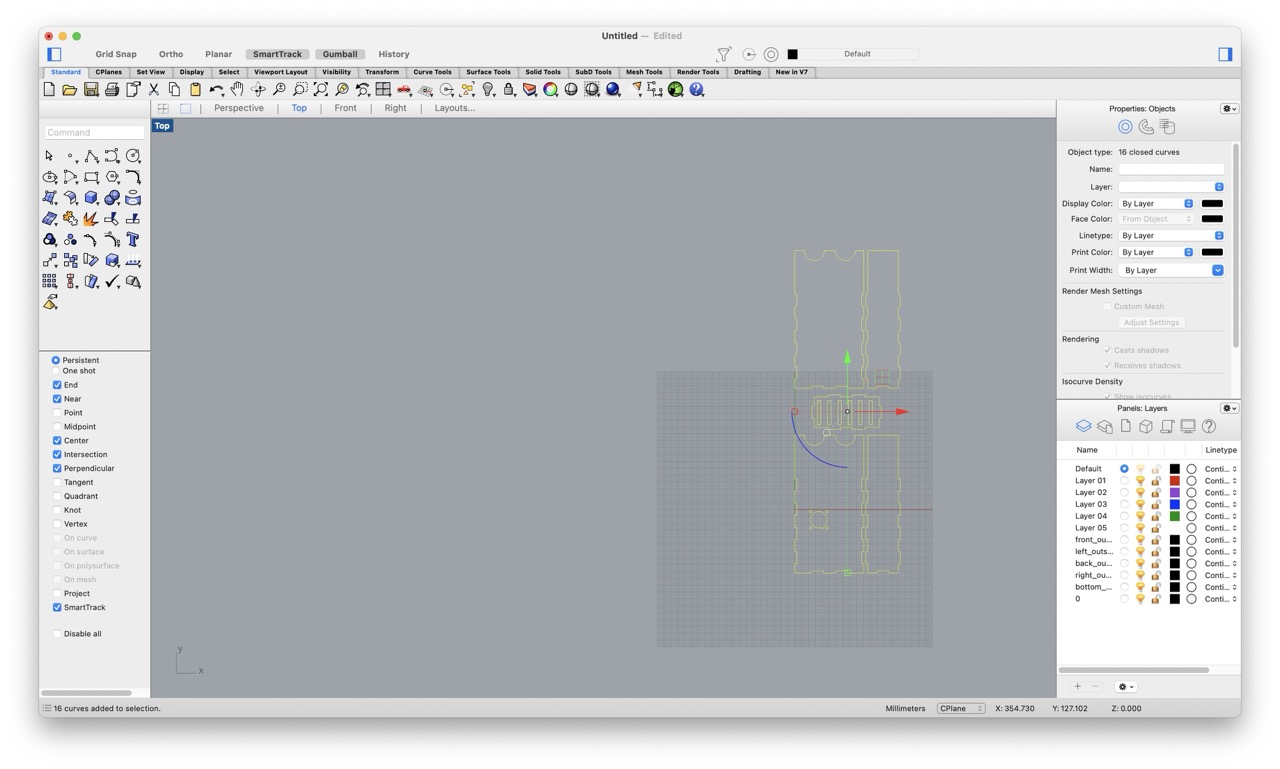 Untitled — Edited
Grid Snap Ortho Planar SmartTrack Gumball History Default
Standard CPlanes Set View Display Select Viewport Layout Visibility Transform Curve Tools Surface Tools Solid Tools SubD Tools Mesh Tools Render Tools Drafting New in V7
Perspective Top Front Right Layouts...
Top
Command
Persistent
One shot
End
Near
Point
Midpoint
Center
Intersection
Perpendicular
Tangent
Quadrant
Knot
Vertex
On curve
On surface
On polysurface
On mesh
Project
SmartTrack
Disable all
y
x
Properties: Objects
Object type: 16 closed curves
Name:
Layer:
Display Color: By Layer
Face Color: From Object
Linetype: By Layer
Print Color: By Layer
Print Width: By Layer
Render Mesh Settings
Custom Mesh
Adjust Settings
Rendering
Casts shadows
Receives shadows
Isocurve Density
Show isocurves
Panels: Layers
Name Linetype
Default Conti...
Layer 01 Conti...
Layer 02 Conti...
Layer 03 Conti...
Layer 04 Conti...
Layer 05 Conti...
front_ou... Conti...
left_outs... Conti...
back_ou... Conti...
right_ou... Conti...
bottom_... Conti...
0 Conti...
16 curves added to selection. Millimeters CPlane X: 354.730 Y: 127.102 Z: 0.000